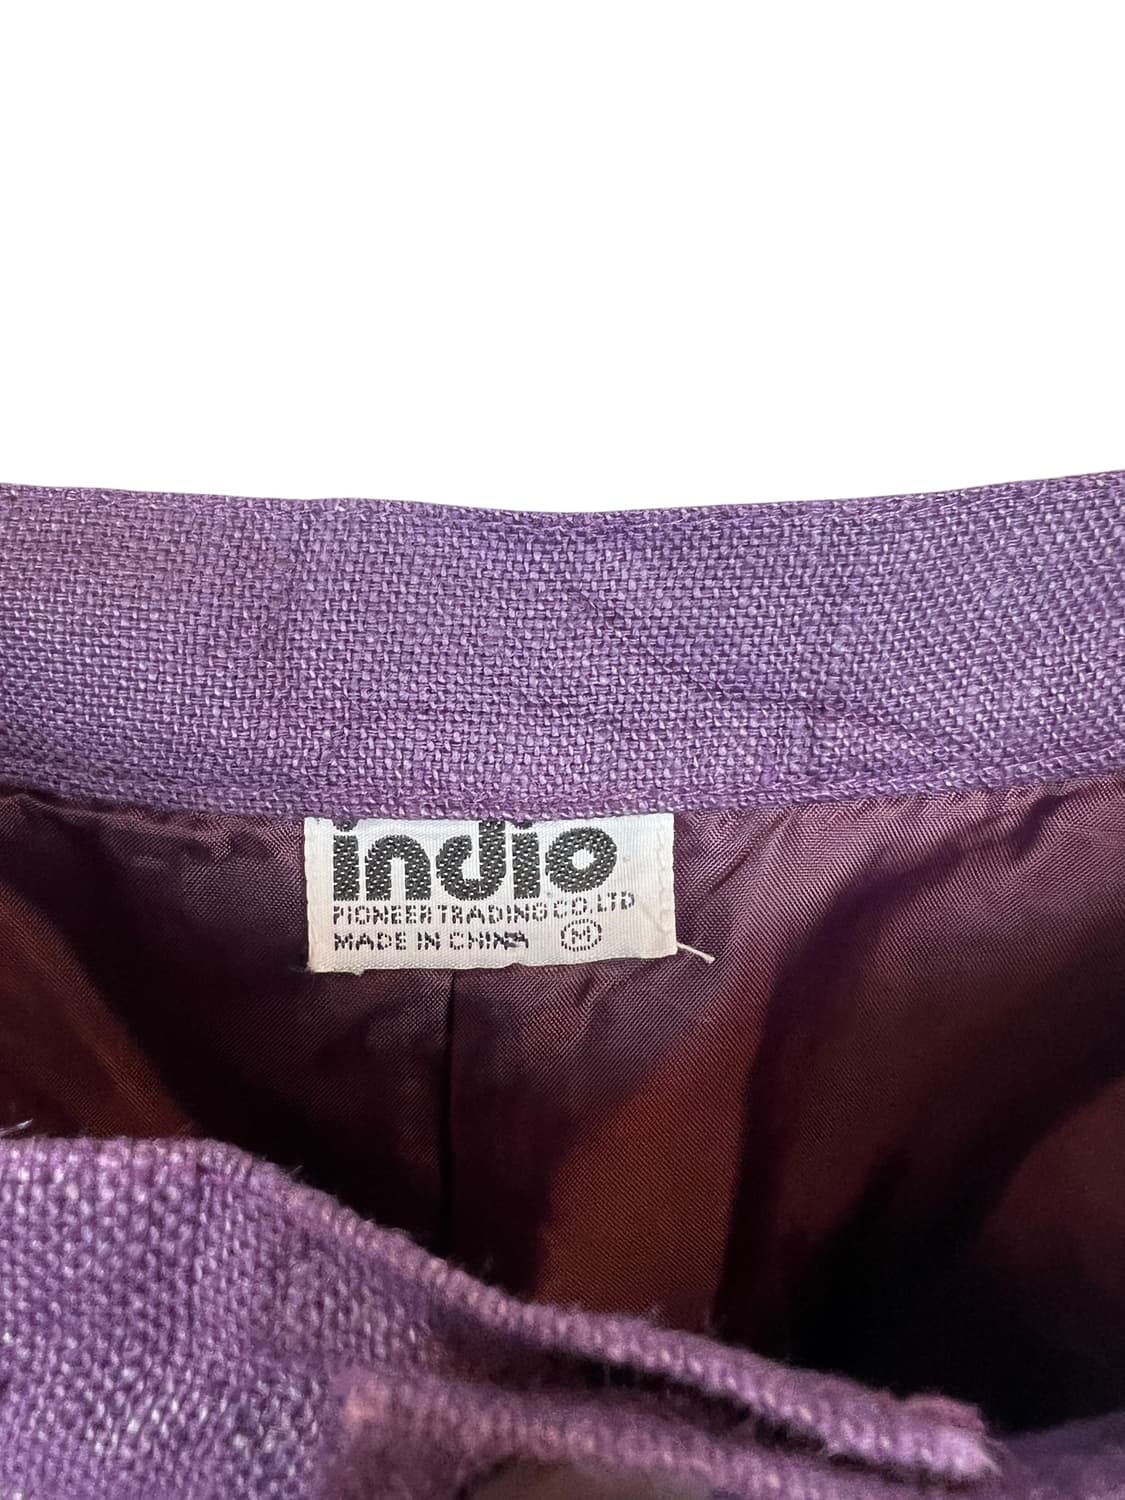 indio
PIONEER TRADING CO.LTD
MADE IN CHINA M